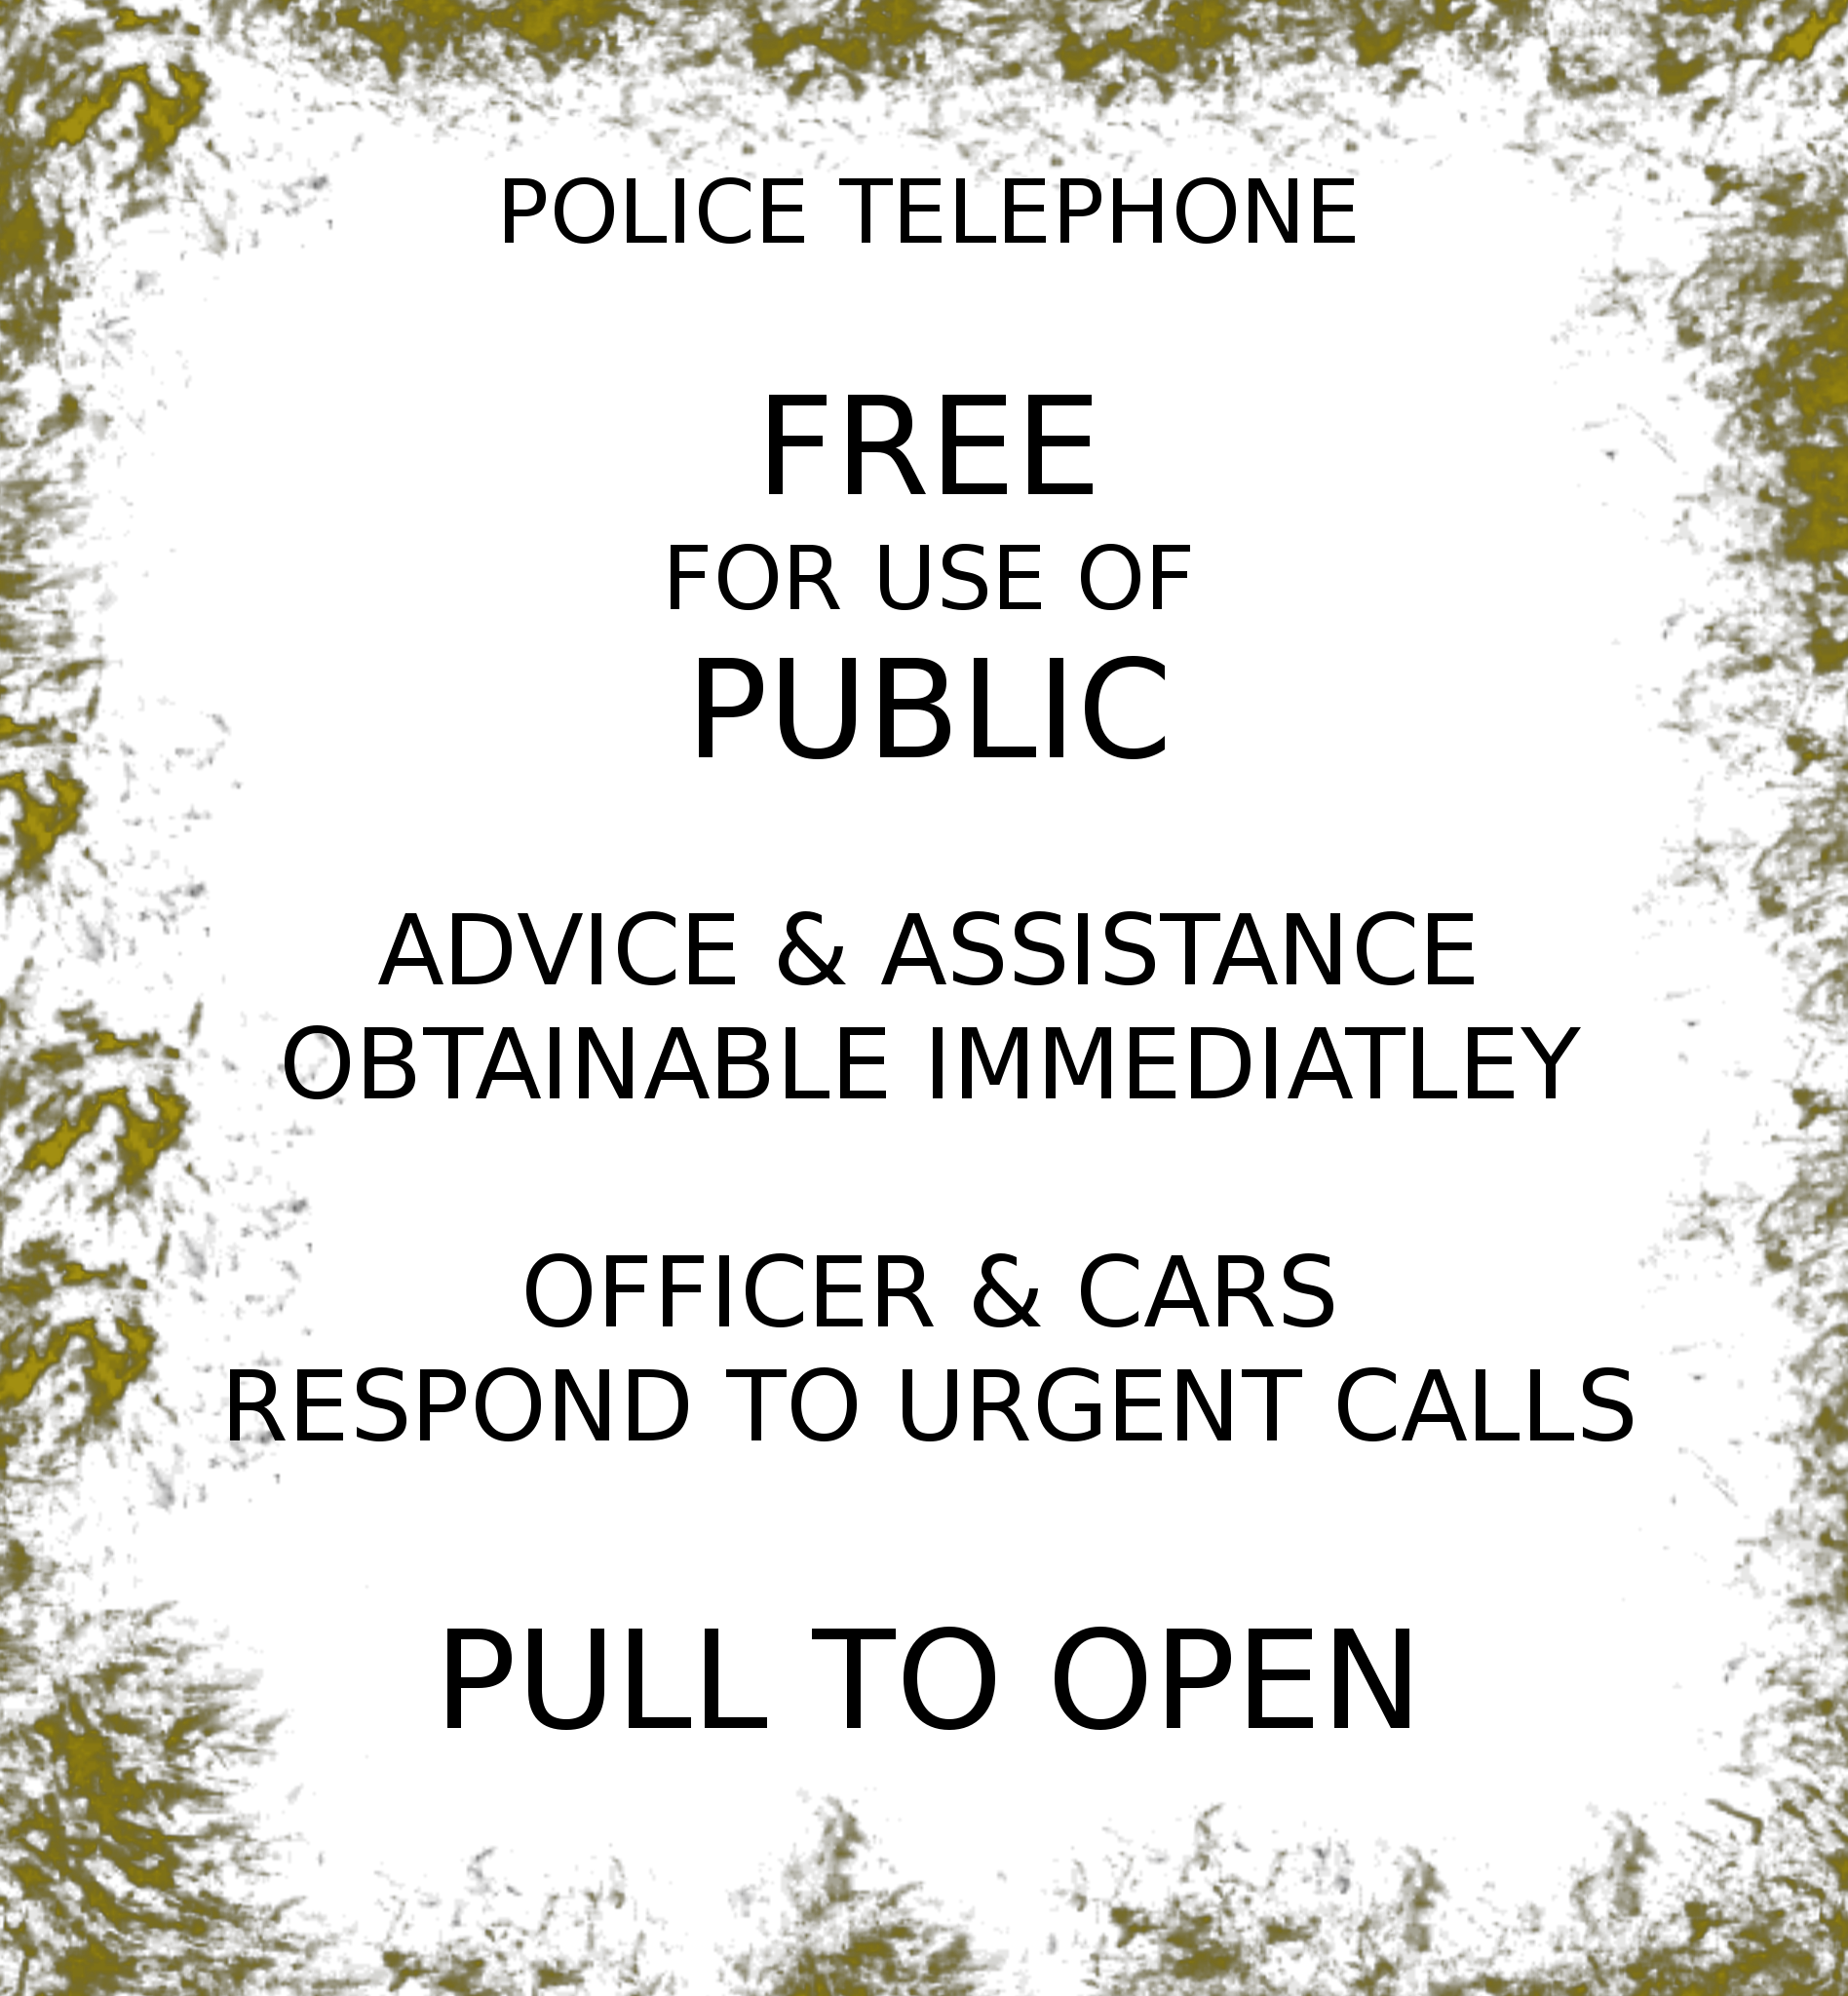 POLICE TELEPHONE
FREE
FOR USE OF
PUBLIC
ADVICE & ASSISTANCE
OBTAINABLE IMMEDIATLEY
OFFICER & CARS
RESPOND TO URGENT CALLS
PULL TO OPEN